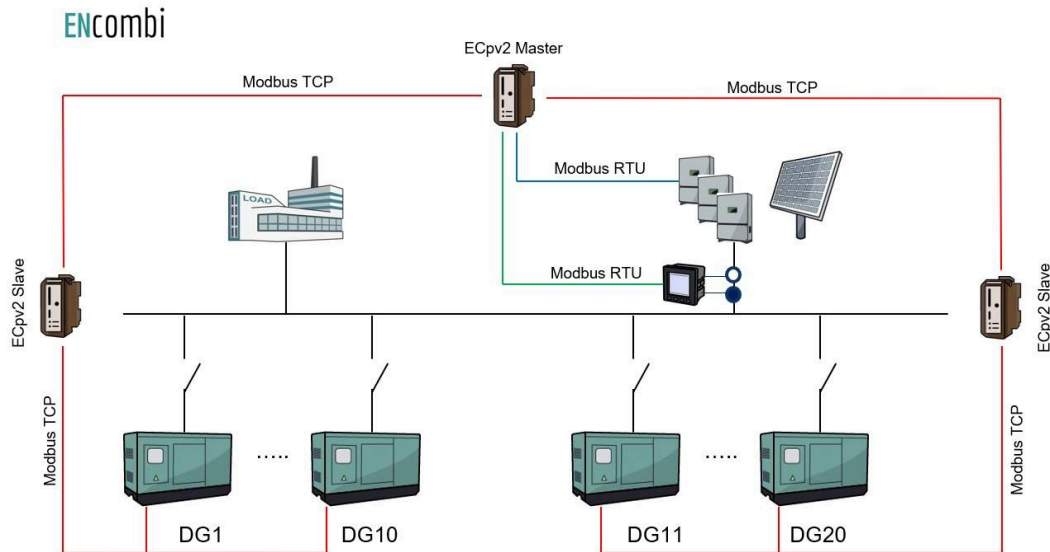 ENcombi
ECpv2 Master
Modbus TCP
Modbus TCP
Modbus RTU
LOAD
Modbus RTU
ECpv2 Slave
ECpv2 Slave
Modbus TCP
Modbus TCP
.....
.....
DG1
DG10
DG11
DG20